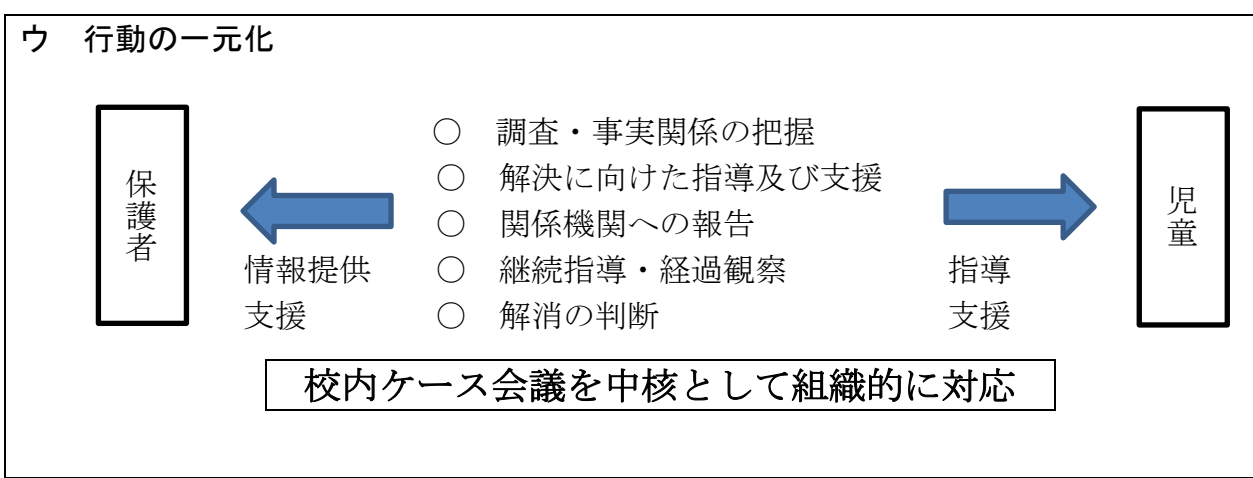 ウ　行動の一元化
保護者
○　調査・事実関係の把握
○　解決に向けた指導及び支援
○　関係機関への報告
○　継続指導・経過観察
○　解消の判断
情報提供
支援
指導
支援
児童
校内ケース会議を中核として組織的に対応